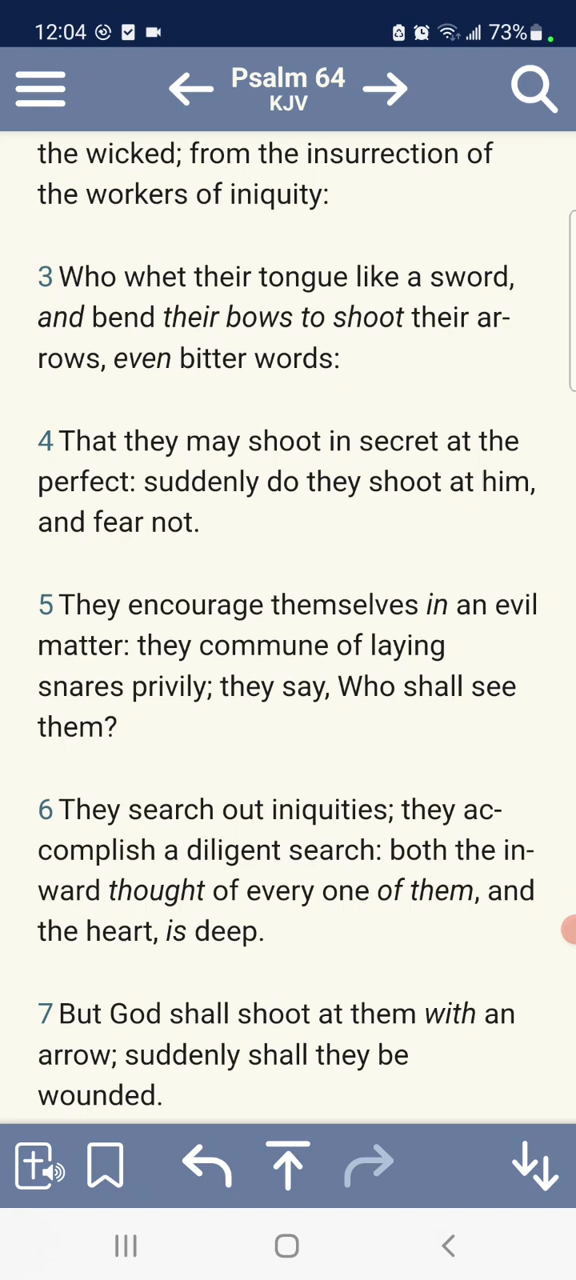 12:04
73%
Psalm 64
KJV
the wicked; from the insurrection of
the workers of iniquity:
3 Who whet their tongue like a sword,
and bend their bows to shoot their ar-
rows, even bitter words:
4 That they may shoot in secret at the
perfect: suddenly do they shoot at him,
and fear not.
5 They encourage themselves in an evil
matter: they commune of laying
snares privily; they say, Who shall see
them?
6 They search out iniquities; they ac-
complish a diligent search: both the in-
ward thought of every one of them, and
the heart, is deep.
7 But God shall shoot at them with an
arrow; suddenly shall they be
wounded.